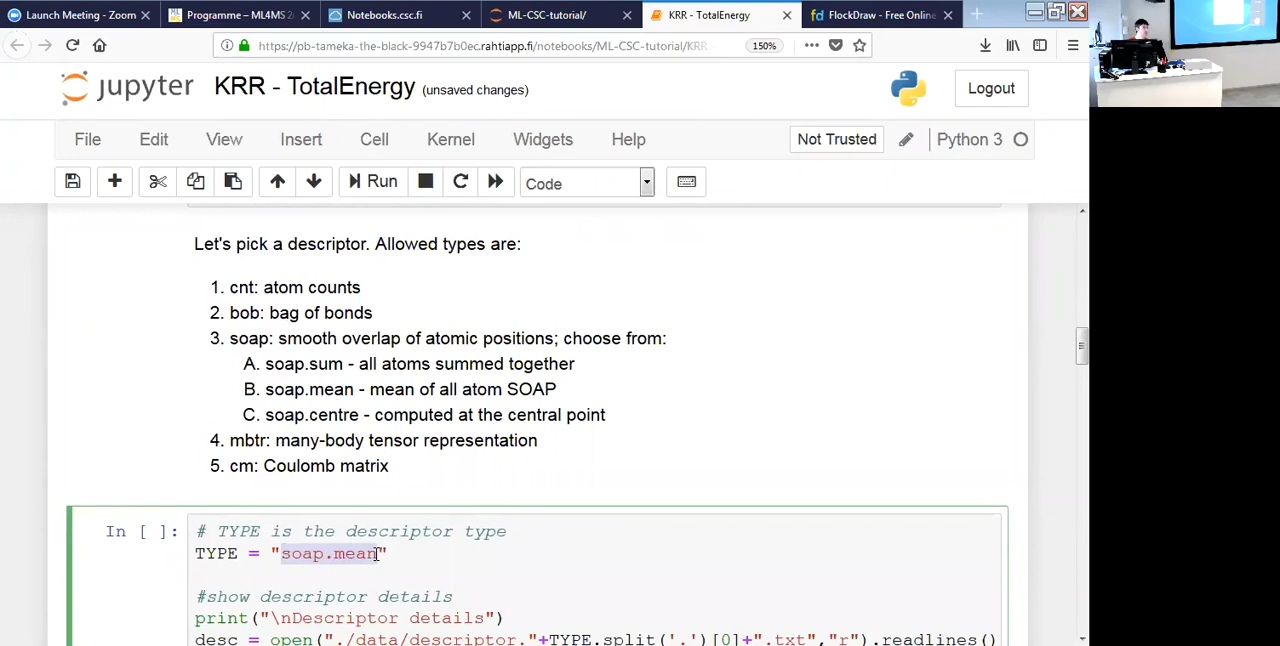 Launch Meeting - Zoom
Programme – ML4MS 2
Notebooks.csc.fi
ML-CSC-tutorial/
KRR - TotalEnergy
FlockDraw - Free Online
https://pb-tameka-the-black-9947b7b0ec.rahtiapp.fi/notebooks/ML-CSC-tutorial/KRR
150%
jupyter KRR - TotalEnergy (unsaved changes)
Logout
File Edit View Insert Cell Kernel Widgets Help
Not Trusted
Python 3
Run
Code
Let's pick a descriptor. Allowed types are:
1. cnt: atom counts
2. bob: bag of bonds
3. soap: smooth overlap of atomic positions; choose from:
A. soap.sum - all atoms summed together
B. soap.mean - mean of all atom SOAP
C. soap.centre - computed at the central point
4. mbtr: many-body tensor representation
5. cm: Coulomb matrix
In [ ]:
# TYPE is the descriptor type
TYPE = "soap.mean"
#show descriptor details
print("\nDescriptor details")
desc = open("./data/descriptor."+TYPE.split('.')[0]+".txt","r").readlines()